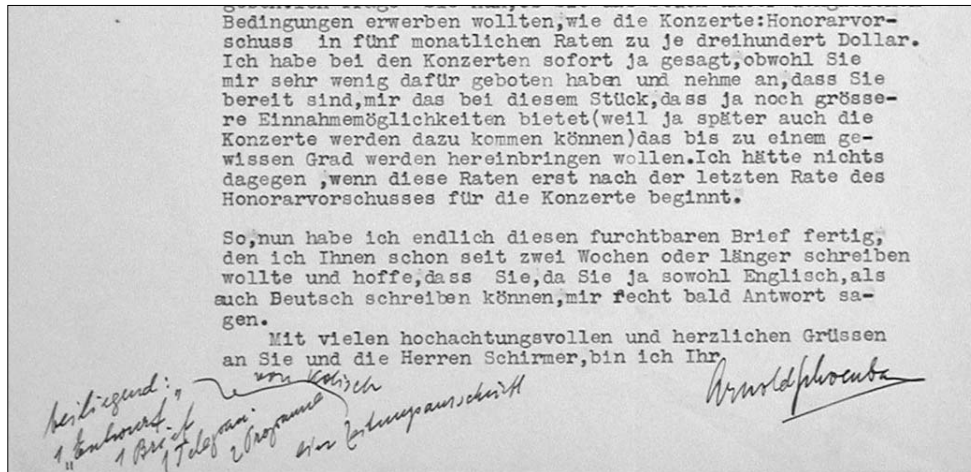 Bedingungen erwerben wollten,wie die Konzerte:Honorarvor-
schuss in fünf monatlichen Raten zu je dreihundert Dollar.
Ich habe bei den Konzerten sofort ja gesagt,obwohl Sie
mir sehr wenig dafür geboten haben und nehme an,dass Sie
bereit sind,mir das bei diesem Stück,dass ja noch grösse-
re Einnahmemöglichkeiten bietet(weil ja später auch die
Konzerte werden dazu kommen können)das bis zu einem ge-
wissen Grad werden hereinbringen wollen.Ich hätte nichts
dagegen ,wenn diese Raten erst nach der letzten Rate des
Honorarvorschusses für die Konzerte beginnt.
So,nun habe ich endlich diesen furchtbaren Brief fertig,
den ich Ihnen schon seit zwei Wochen oder länger schreiben
wollte und hoffe,dass Sie,da Sie ja sowohl Englisch,als
auch Deutsch schreiben können,mir recht bald Antwort sa-
gen.
Mit vielen hochachtungsvollen und herzlichen Grüssen
an Sie und die Herren Schirmer,bin ich Ihr
Arnold Schoenbe
beiliegend:
1 "Entwurf"
1 Brief von Kolisch
1 Telegram
2 Programme
ein Zeitungsausschnitt